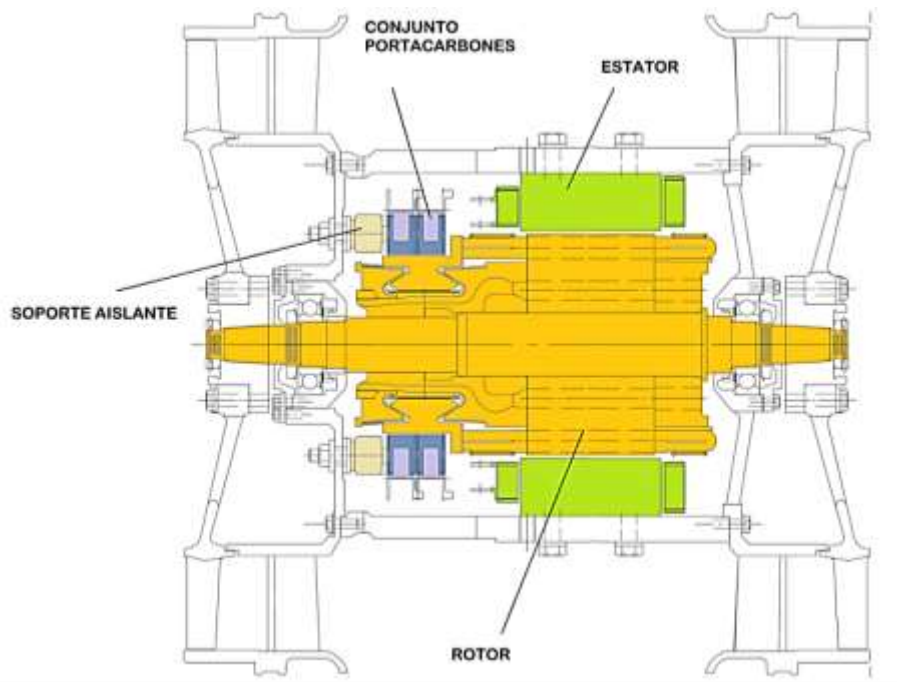 CONJUNTO
PORTACARBONES
ESTATOR
SOPORTE AISLANTE
ROTOR